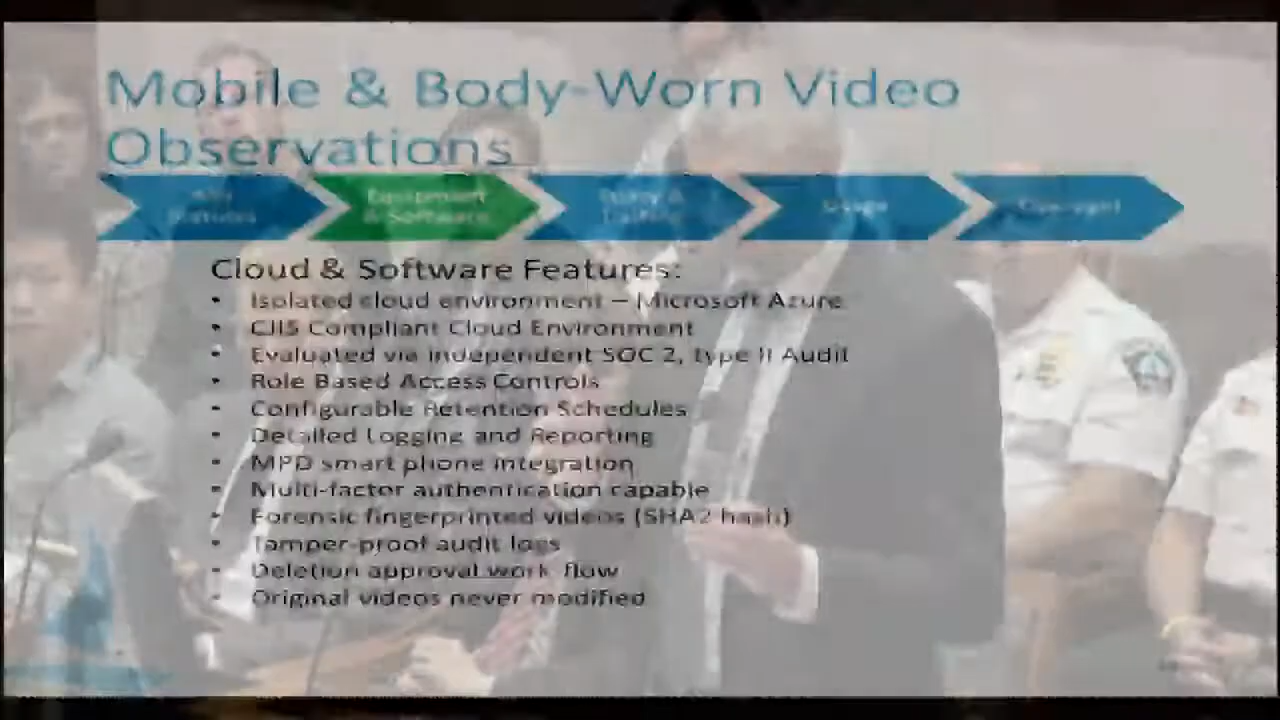 Mobile & Body-Worn Video
Observations
Equipment
& Software
Usage
Cloud & Software Features:
• Isolated cloud environment – Microsoft Azure
• CJIS Compliant Cloud Environment
• Evaluated via independent SOC 2, type II Audit
• Role Based Access Controls
• Configurable Retention Schedules
• Detailed Logging and Reporting
• MPD smart phone integration
• Multi-factor authentication capable
• Forensic fingerprinted videos (SHA2 hash)
• Tamper-proof audit logs
• Deletion approval work flow
• Original videos never modified